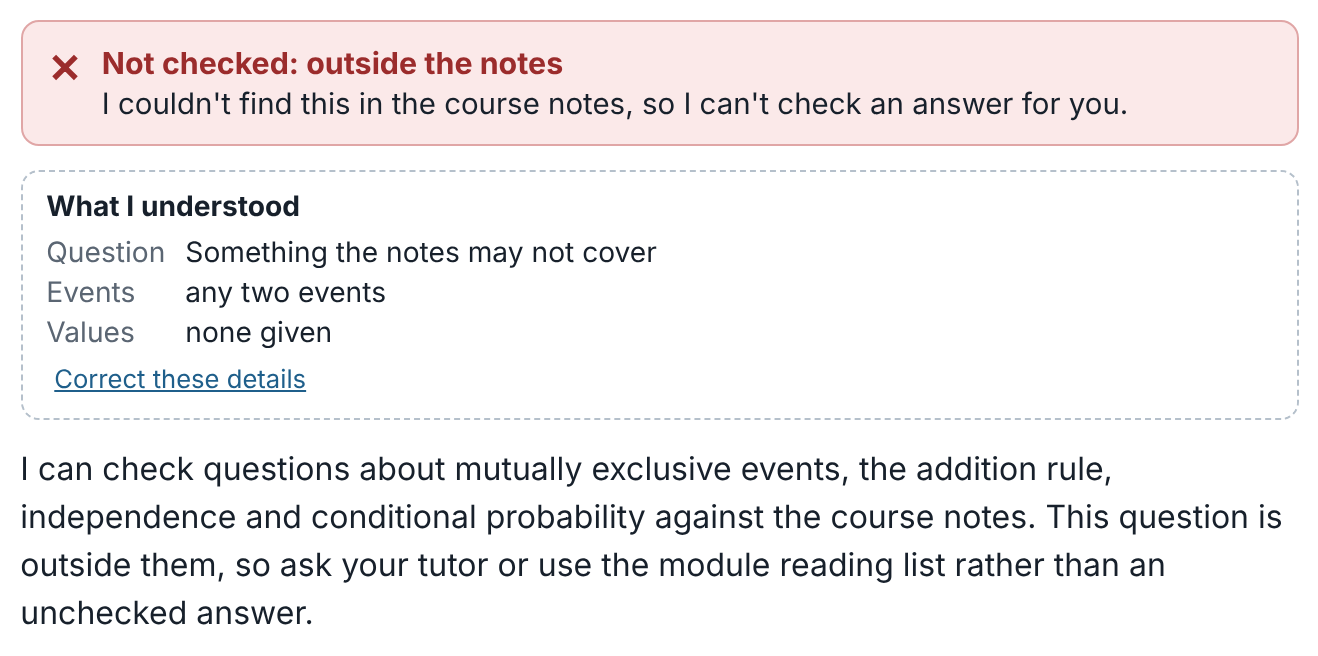 Not checked: outside the notes
I couldn't find this in the course notes, so I can't check an answer for you.
What I understood
Question Something the notes may not cover
Events any two events
Values none given
Correct these details
I can check questions about mutually exclusive events, the addition rule,
independence and conditional probability against the course notes. This question is
outside them, so ask your tutor or use the module reading list rather than an
unchecked answer.